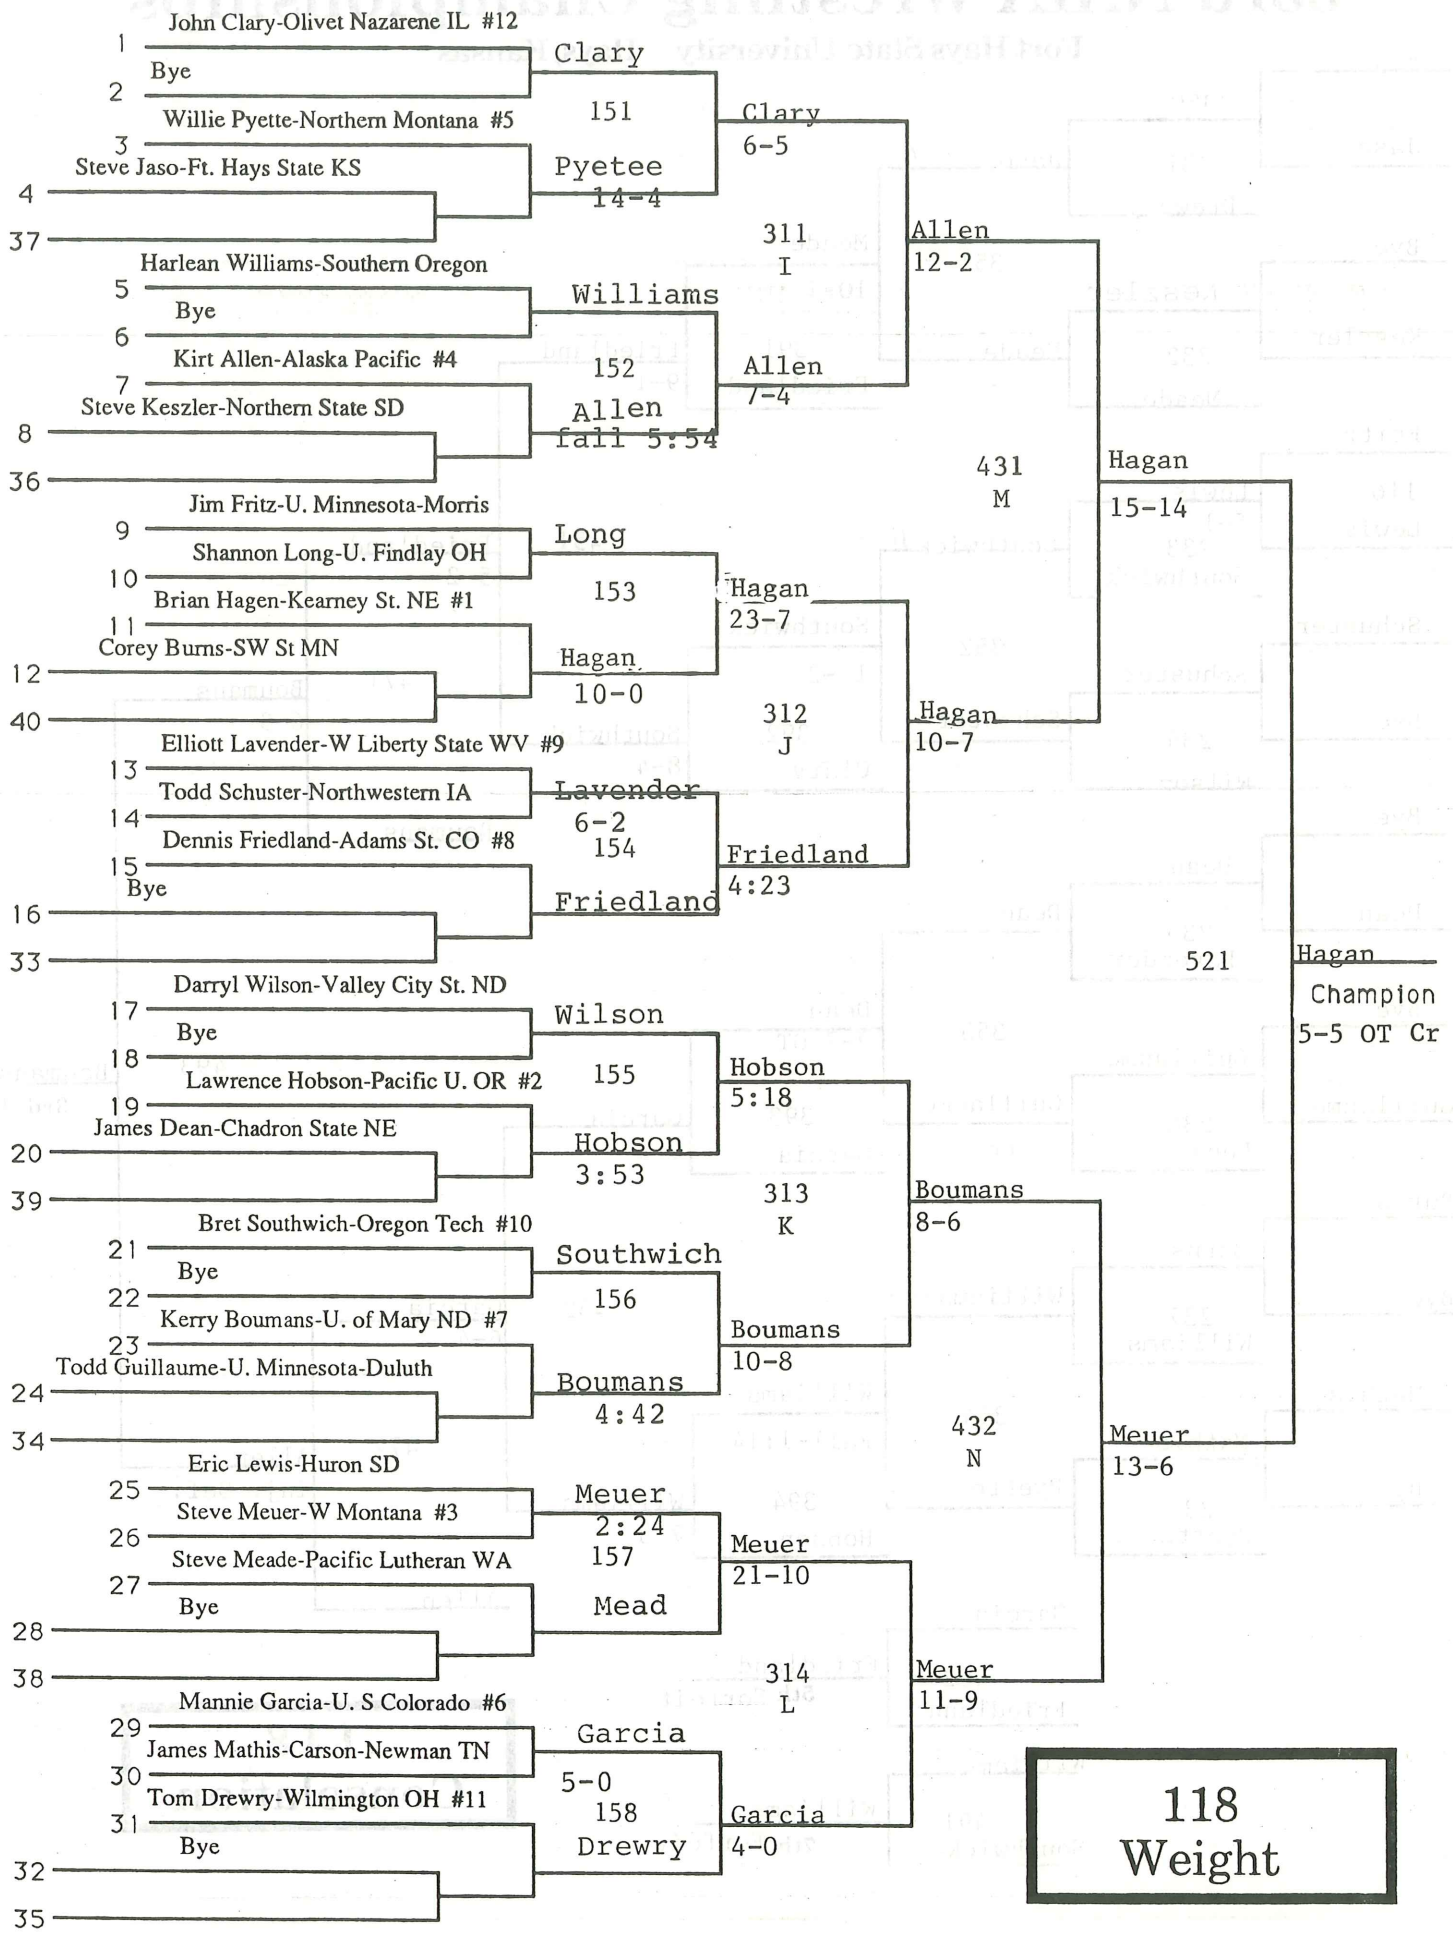 John Clary-Olivet Nazarene IL #12
1
Bye
2
Clary
151
Willie Pyette-Northern Montana #5
3
Steve Jaso-Ft. Hays State KS
4
37
Pyetee
14-4
Clary
6-5
Harlean Williams-Southern Oregon
5
Bye
6
Williams
152
Kirt Allen-Alaska Pacific #4
7
Steve Keszler-Northern State SD
8
36
Allen
fall 5:54
Allen
7-4
311
I
Allen
12-2
Jim Fritz-U. Minnesota-Morris
9
Shannon Long-U. Findlay OH
10
Long
153
Brian Hagen-Kearney St. NE #1
11
Corey Burns-SW St MN
12
40
Hagan
10-0
Hagan
23-7
Elliott Lavender-W Liberty State WV #9
13
Todd Schuster-Northwestern IA
14
Lavender
6-2
154
Dennis Friedland-Adams St. CO #8
15
Bye
16
33
Friedland
Friedland
4:23
312
J
Hagan
10-7
431
M
Hagan
15-14
Darryl Wilson-Valley City St. ND
17
Bye
18
Wilson
155
Lawrence Hobson-Pacific U. OR #2
19
James Dean-Chadron State NE
20
39
Hobson
3:53
Hobson
5:18
Bret Southwich-Oregon Tech #10
21
Bye
22
Southwich
156
Kerry Boumans-U. of Mary ND #7
23
Todd Guillaume-U. Minnesota-Duluth
24
34
Boumans
4:42
Boumans
10-8
313
K
Boumans
8-6
Eric Lewis-Huron SD
25
Steve Meuer-W Montana #3
26
Meuer
2:24
157
Steve Meade-Pacific Lutheran WA
27
Bye
28
38
Mead
Meuer
21-10
Mannie Garcia-U. S Colorado #6
29
James Mathis-Carson-Newman TN
30
Garcia
5-0
158
Tom Drewry-Wilmington OH #11
31
Bye
32
35
Drewry
Garcia
4-0
314
L
Meuer
11-9
432
N
Meuer
13-6
521
Hagan
Champion
5-5 OT Cr
118
Weight